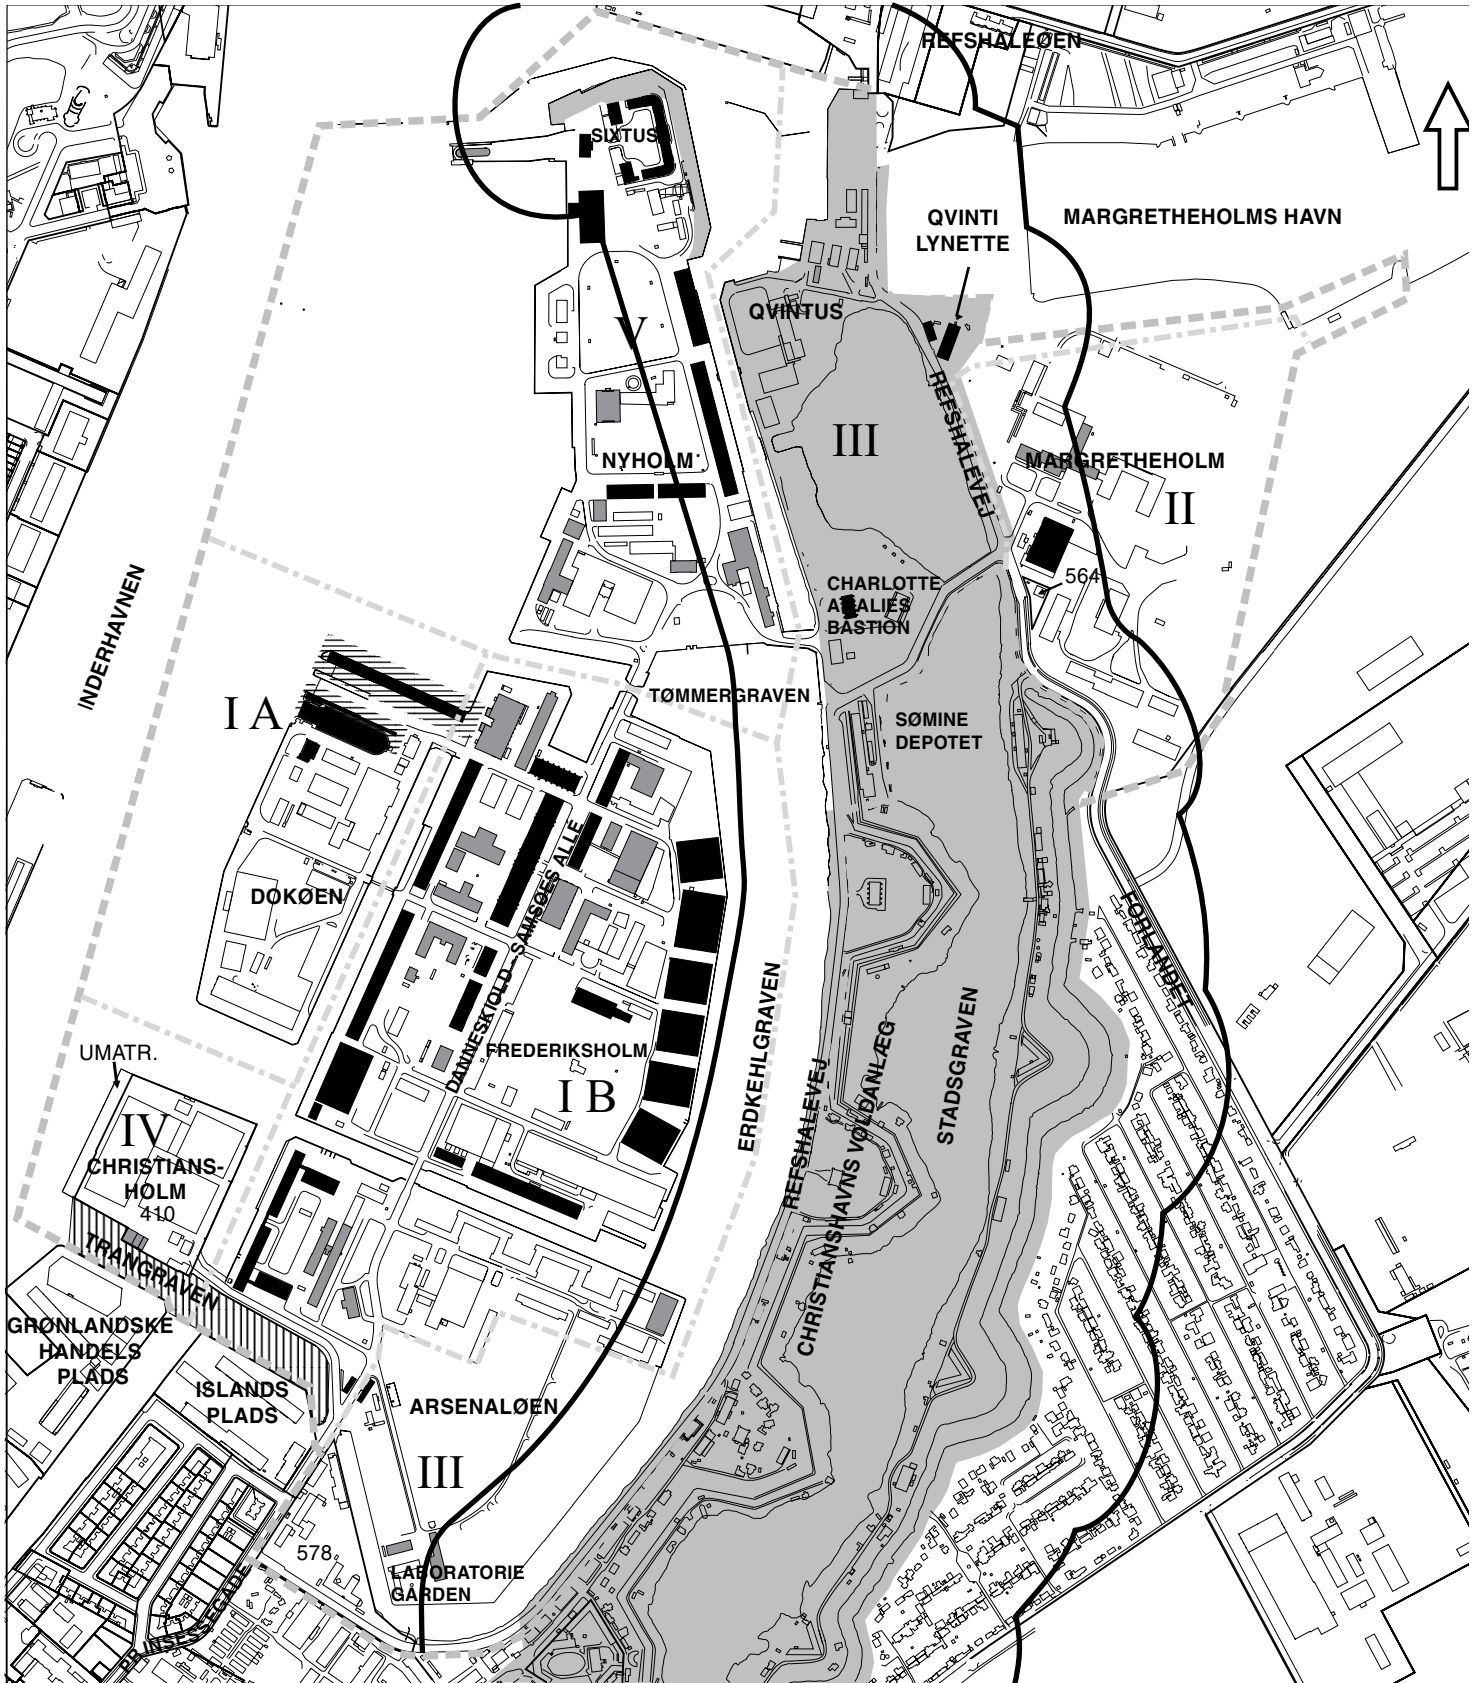 REFSHALEØEN
SIXTUS
QVINTI
LYNETTE
MARGRETHEHOLMS HAVN
QVINTUS
V
REFSHALEVEJ
III
NYHOLM
MARGRETHEHOLM
II
564
CHARLOTTE
AMALIES
BASTION
INDERHAVNEN
I A
TØMMERGRAVEN
SØMINE
DEPOTET
DOKØEN
DANNESKIOLD - SAMSØES ALLÉ
FORLANDET
ERDKEHLGRAVEN
STADSGRAVEN
UMATR.
FREDERIKSHOLM
I B
REFSHALEVEJ
CHRISTIANSHAVNS VOLDANLÆG
IV
CHRISTIANS-
HOLM
410
TRANGRAVEN
GRØNLANDSKE
HANDELS
PLADS
ISLANDS
PLADS
ARSENALØEN
III
578
LABORATORIE
GÅRDEN
PRINSESSEGADE